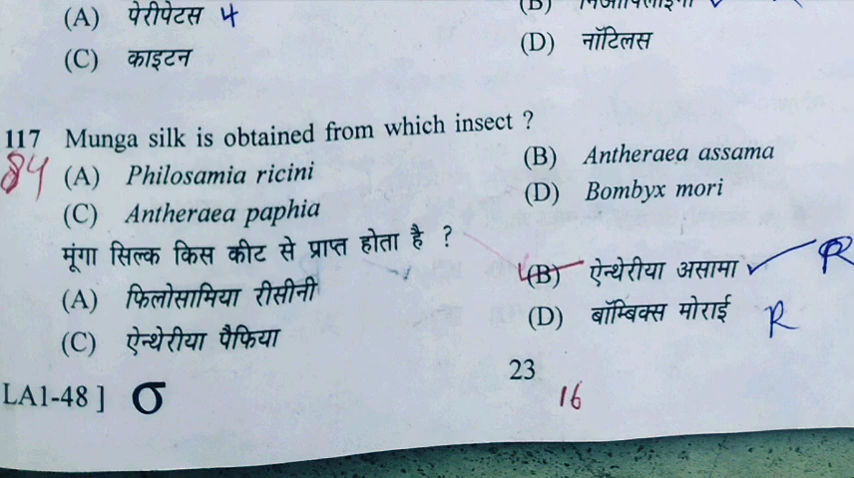 (A) पेरीपेटस 4
(B)
(C) काइटन
(D) नॉटिलस
117 Munga silk is obtained from which insect ?
84
(A) Philosamia ricini
(B) Antheraea assama
(C) Antheraea paphia
(D) Bombyx mori
मूंगा सिल्क किस कीट से प्राप्त होता है ?
(A) फिलोसामिया रीसीनी
(B) ऐन्थेरीया असामा R
(C) ऐन्थेरीया पैफिया
(D) बॉम्बिक्स मोराई R
23
LA1-48 ] σ
16